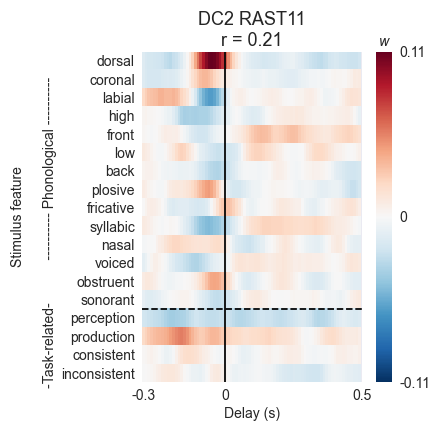 DC2 RAST11
r = 0.21
w
dorsal
coronal
labial
high
front
low
back
plosive
fricative
syllabic
nasal
voiced
obstruent
sonorant
perception
production
consistent
inconsistent
Stimulus feature
---------- Phonological ----------
-Task-related-
-0.3
0
0.5
Delay (s)
0.11
0
-0.11